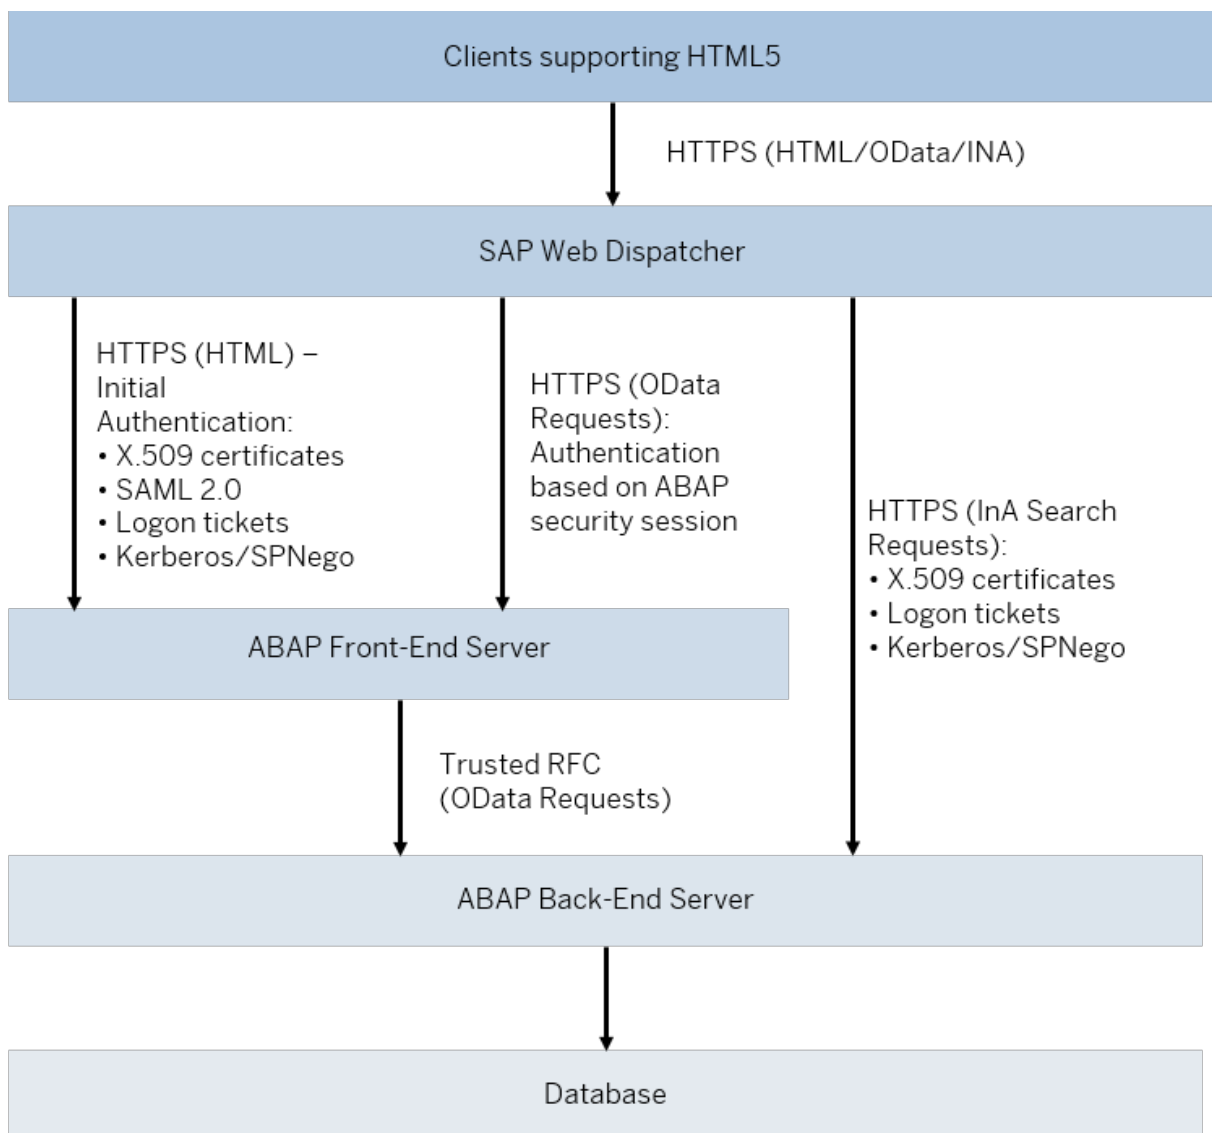 Clients supporting HTML5
HTTPS (HTML/OData/INA)
SAP Web Dispatcher
HTTPS (HTML) –
Initial
Authentication:
• X.509 certificates
• SAML 2.0
• Logon tickets
• Kerberos/SPNego
HTTPS (OData
Requests):
Authentication
based on ABAP
security session
HTTPS (InA Search
Requests):
• X.509 certificates
• Logon tickets
• Kerberos/SPNego
ABAP Front-End Server
Trusted RFC
(OData Requests)
ABAP Back-End Server
Database